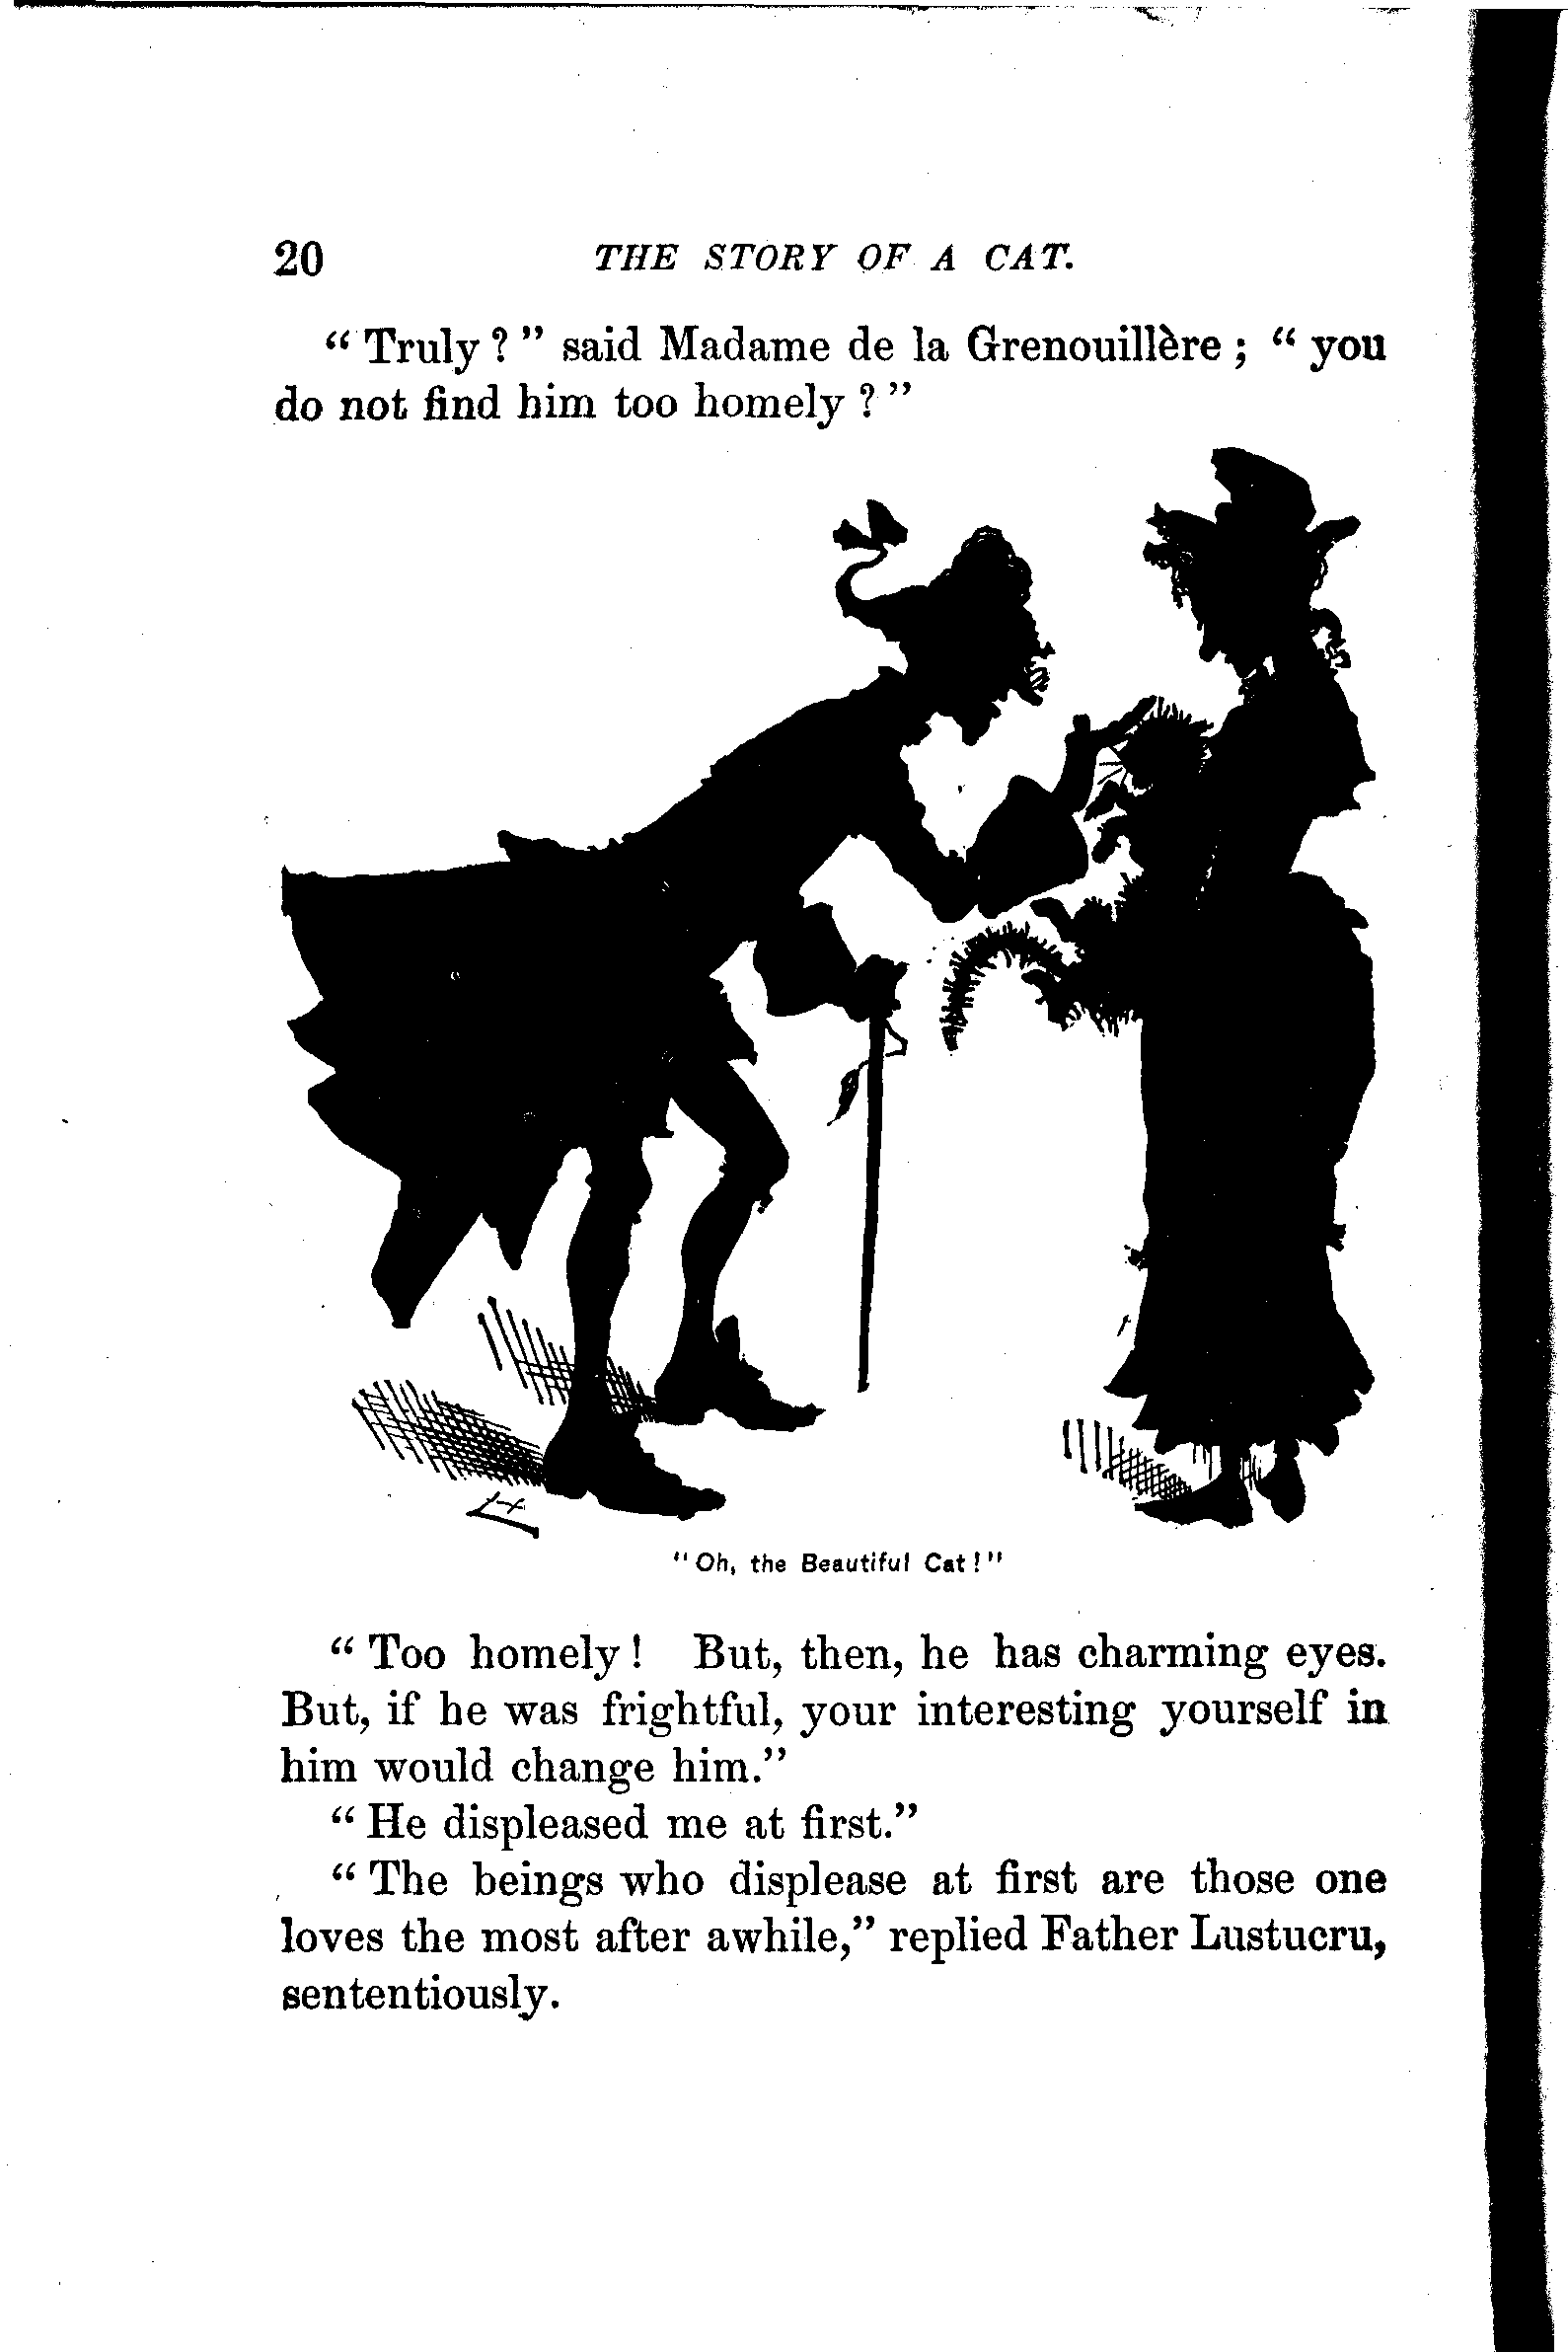 20 THE STORY OF A CAT.
“Truly?” said Madame de la Grenouillère; “you
do not find him too homely?”
"Oh, the Beautiful Cat!"
“Too homely! But, then, he has charming eyes.
But, if he was frightful, your interesting yourself in
him would change him.”
“He displeased me at first.”
“The beings who displease at first are those one
loves the most after awhile,” replied Father Lustucru,
sententiously.